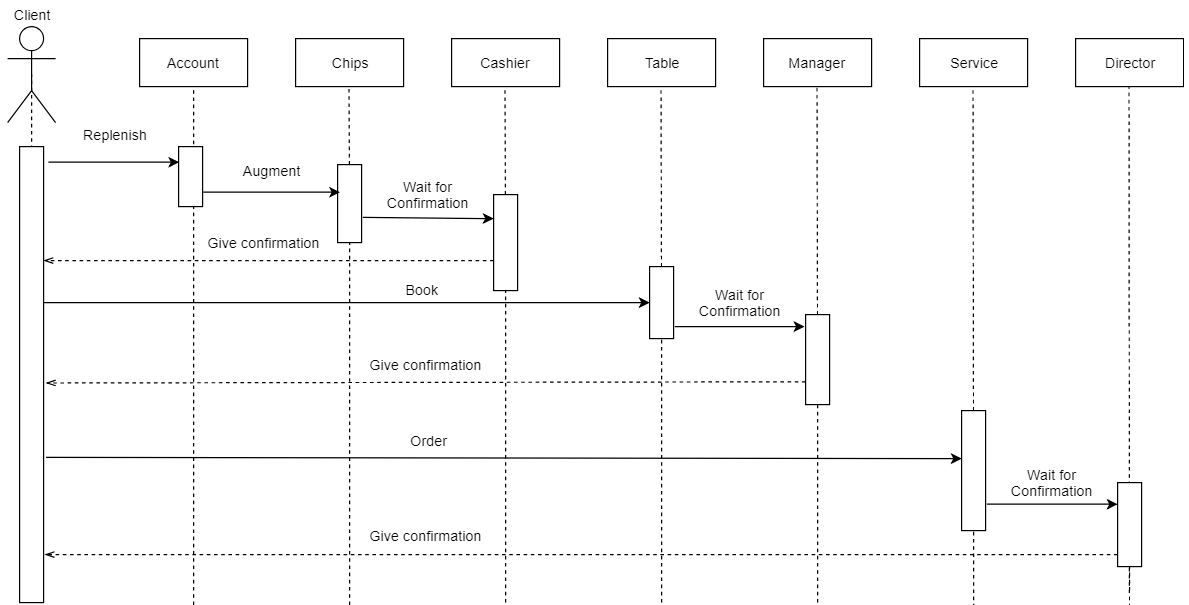 Client
Account
Chips
Cashier
Table
Manager
Service
Director
Replenish
Augment
Wait for
Confirmation
Give confirmation
Book
Wait for
Confirmation
Give confirmation
Order
Wait for
Confirmation
Give confirmation